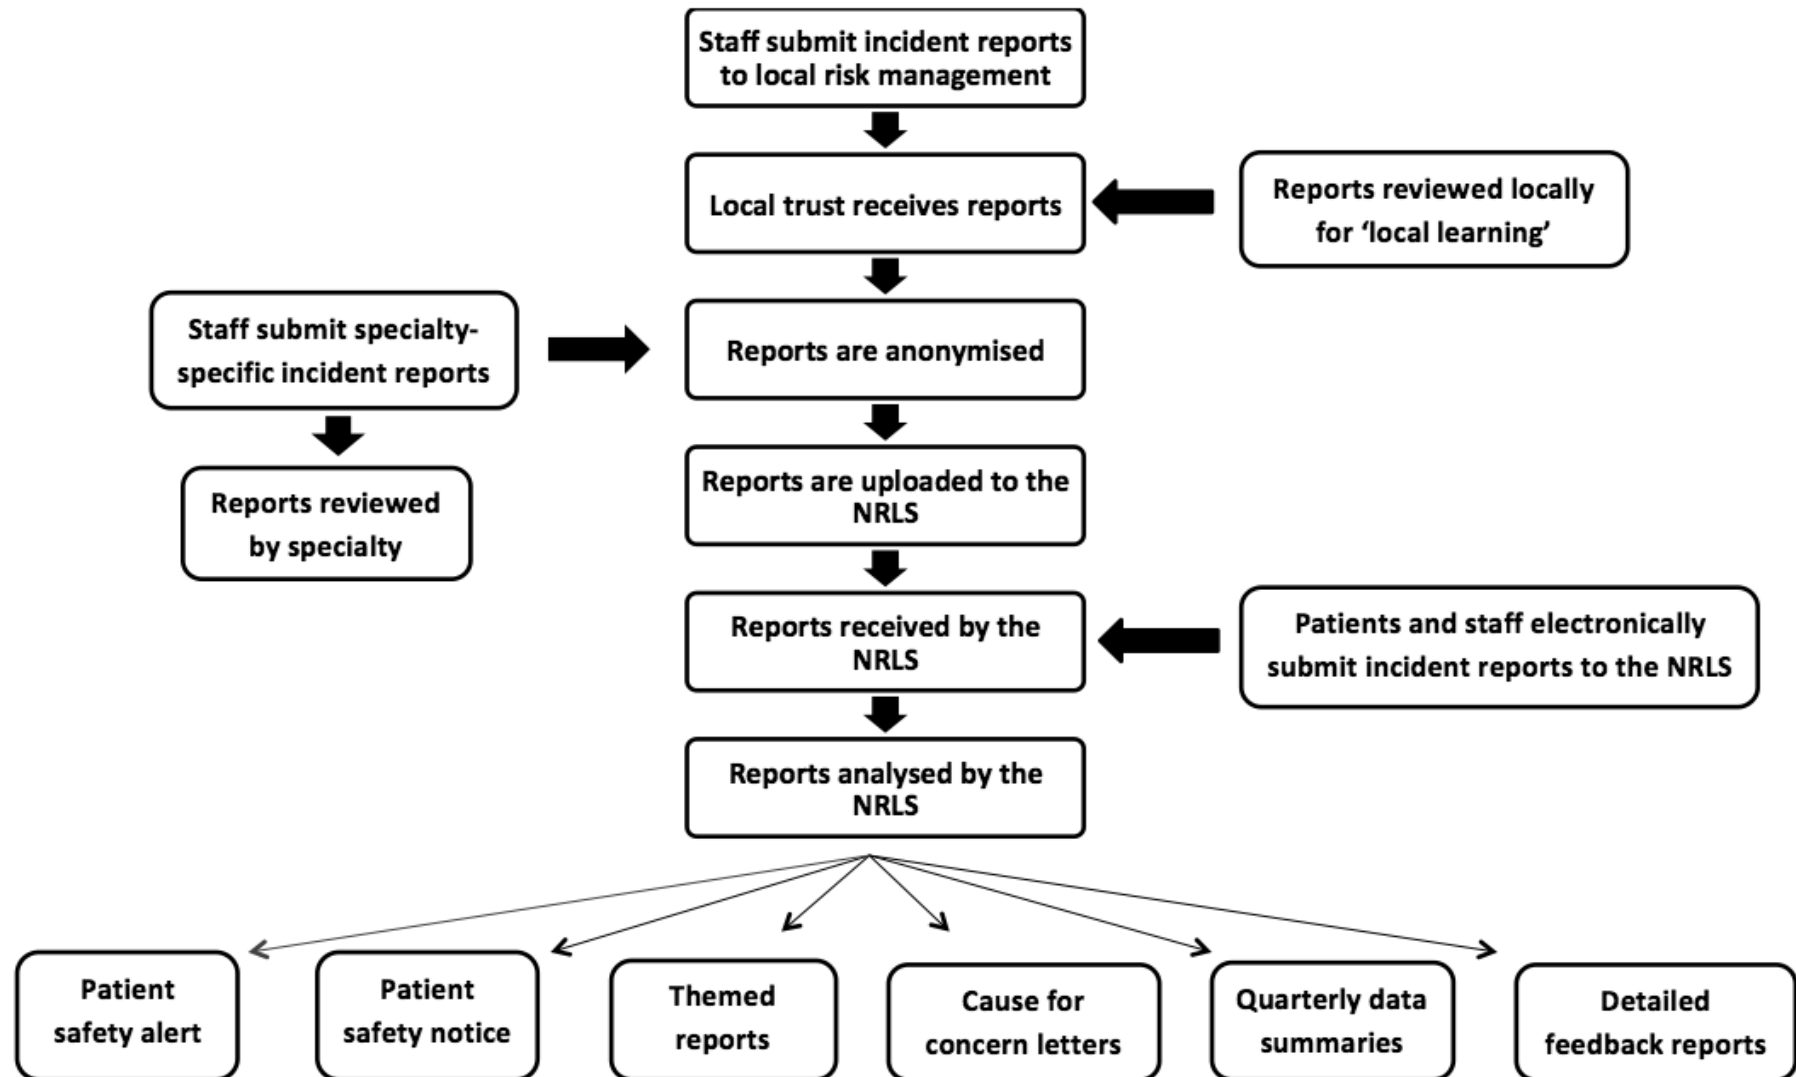 Staff submit incident reports
to local risk management
Local trust receives reports
Reports reviewed locally
for ‘local learning’
Staff submit specialty-
specific incident reports
Reports are anonymised
Reports reviewed
by specialty
Reports are uploaded to the
NRLS
Reports received by the
NRLS
Patients and staff electronically
submit incident reports to the NRLS
Reports analysed by the
NRLS
Patient
safety alert
Patient
safety notice
Themed
reports
Cause for
concern letters
Quarterly data
summaries
Detailed
feedback reports